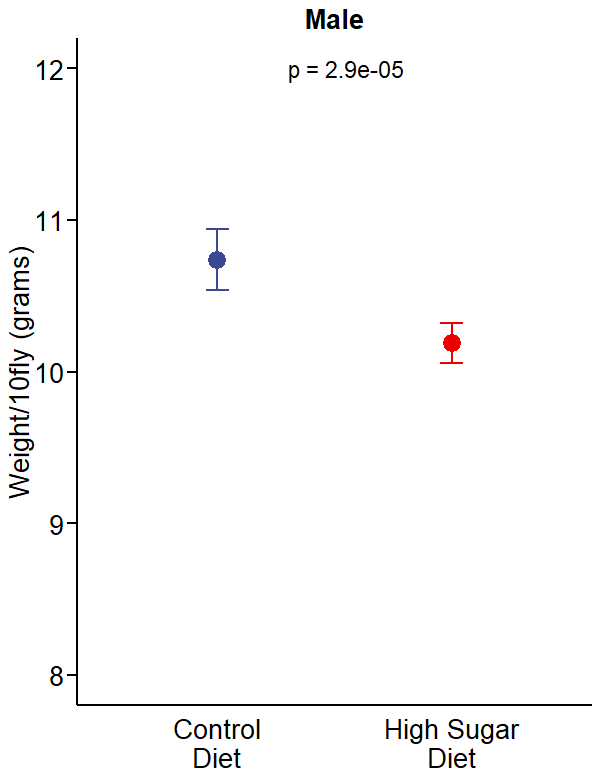 Male
p = 2.9e-05
12
11
10
9
8
Weight/10fly (grams)
Control
Diet
High Sugar
Diet